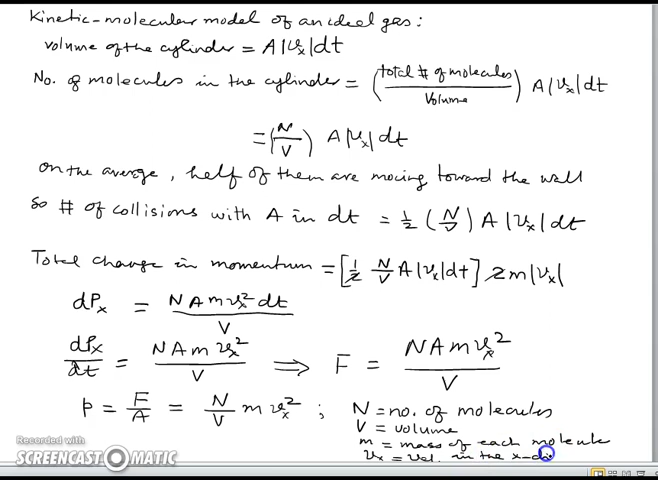 Kinetic-molecular model of an ideal gas:
volume of the cylinder = A|vₓ|dt
No. of molecules in the cylinder = (total # of molecules / Volume) A|vₓ|dt
= (N/V) A|vₓ|dt
on the average, half of them are moving toward the wall
So # of collisions with A in dt = 1/2 (N/V) A|vₓ|dt
Total change in momentum = [1/2 N/V A|vₓ|dt] 2m|vₓ|
dPₓ = NAmvₓ²dt / V
dPₓ/dt = NAmvₓ²/V ⟹ F = NAmvₓ²/V
p = F/A = N/V mvₓ² ; N = no. of molecules
V = volume
m = mass of each molecule
vₓ = vel. in the x-di
Recorded with
SCREENCAST-O-MATIC